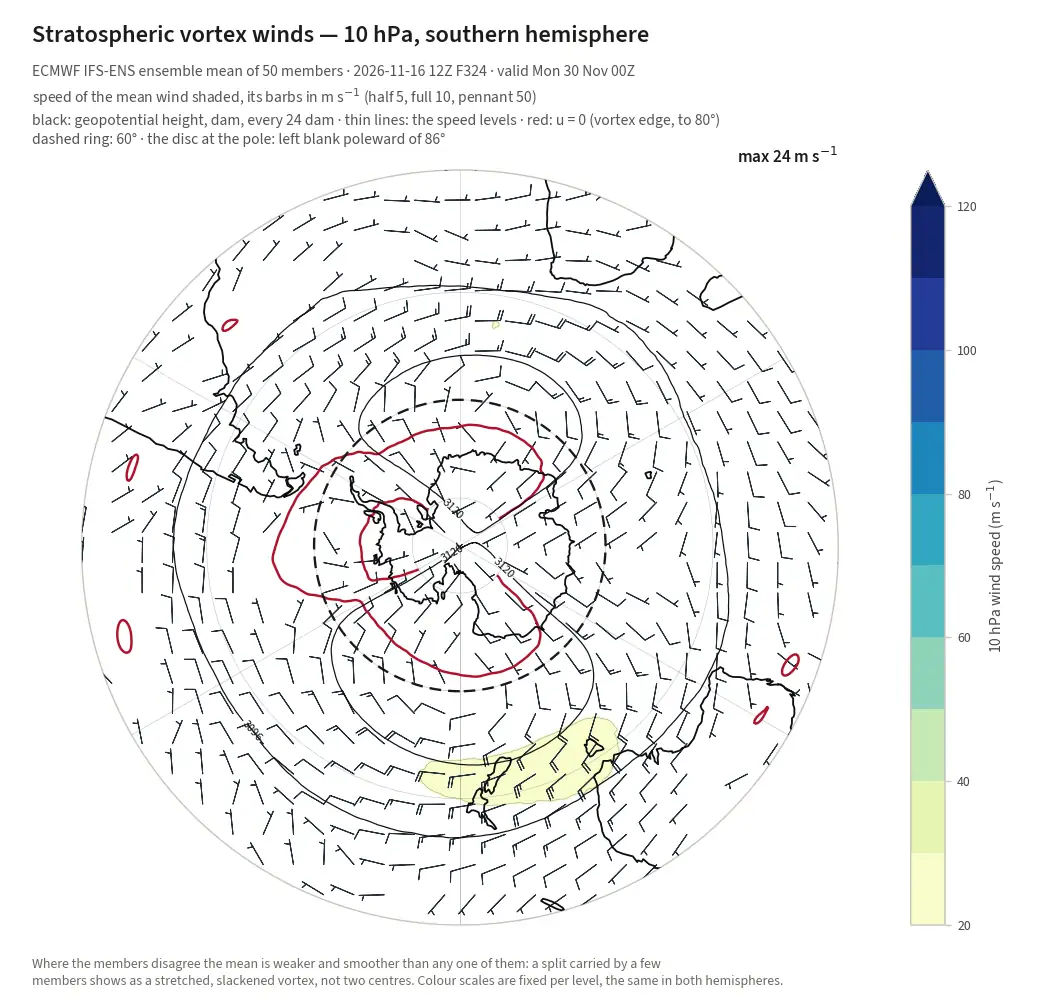 Stratospheric vortex winds — 10 hPa, southern hemisphere
ECMWF IFS-ENS ensemble mean of 50 members · 2026-11-16 12Z F324 · valid Mon 30 Nov 00Z
speed of the mean wind shaded, its barbs in m s⁻¹ (half 5, full 10, pennant 50)
black: geopotential height, dam, every 24 dam · thin lines: the speed levels · red: u = 0 (vortex edge, to 80°)
dashed ring: 60° · the disc at the pole: left blank poleward of 86°
max 24 m s⁻¹
120
100
80
60
40
20
10 hPa wind speed (m s⁻¹)
3120
3120
3120
3096
Where the members disagree the mean is weaker and smoother than any one of them: a split carried by a few
members shows as a stretched, slackened vortex, not two centres. Colour scales are fixed per level, the same in both hemispheres.